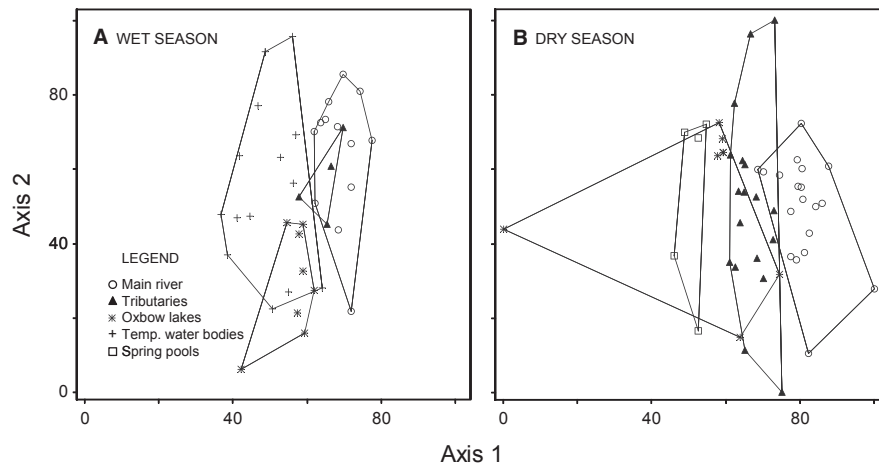 A WET SEASON
B DRY SEASON
80
40
0
Axis 2
LEGEND
Main river
Tributaries
Oxbow lakes
Temp. water bodies
Spring pools
0 40 80
0 40 80
Axis 1